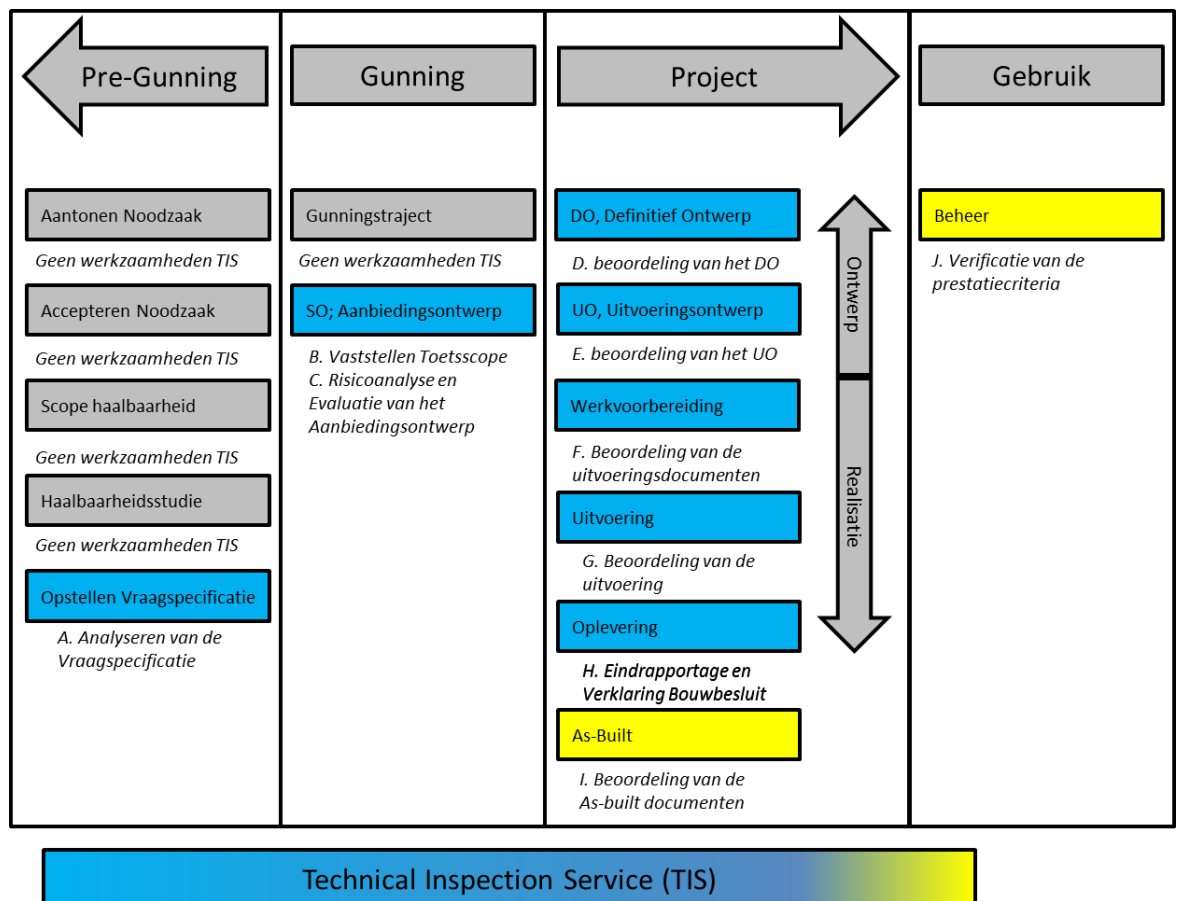 Pre-Gunning
Aantonen Noodzaak
Geen werkzaamheden TIS
Accepteren Noodzaak
Geen werkzaamheden TIS
Scope haalbaarheid
Geen werkzaamheden TIS
Haalbaarheidsstudie
Geen werkzaamheden TIS
Opstellen Vraagspecificatie
A. Analyseren van de
Vraagspecificatie
Gunning
Gunningstraject
Geen werkzaamheden TIS
SO; Aanbiedingsontwerp
B. Vaststellen Toetsscope
C. Risicoanalyse en
Evaluatie van het
Aanbiedingsontwerp
Project
DO, Definitief Ontwerp
D. beoordeling van het DO
UO, Uitvoeringsontwerp
E. beoordeling van het UO
Werkvoorbereiding
F. Beoordeling van de
uitvoeringsdocumenten
Uitvoering
G. Beoordeling van de
uitvoering
Oplevering
H. Eindrapportage en
Verklaring Bouwbesluit
As-Built
I. Beoordeling van de
As-built documenten
Ontwerp
Realisatie
Gebruik
Beheer
J. Verificatie van de
prestatiecriteria
Technical Inspection Service (TIS)